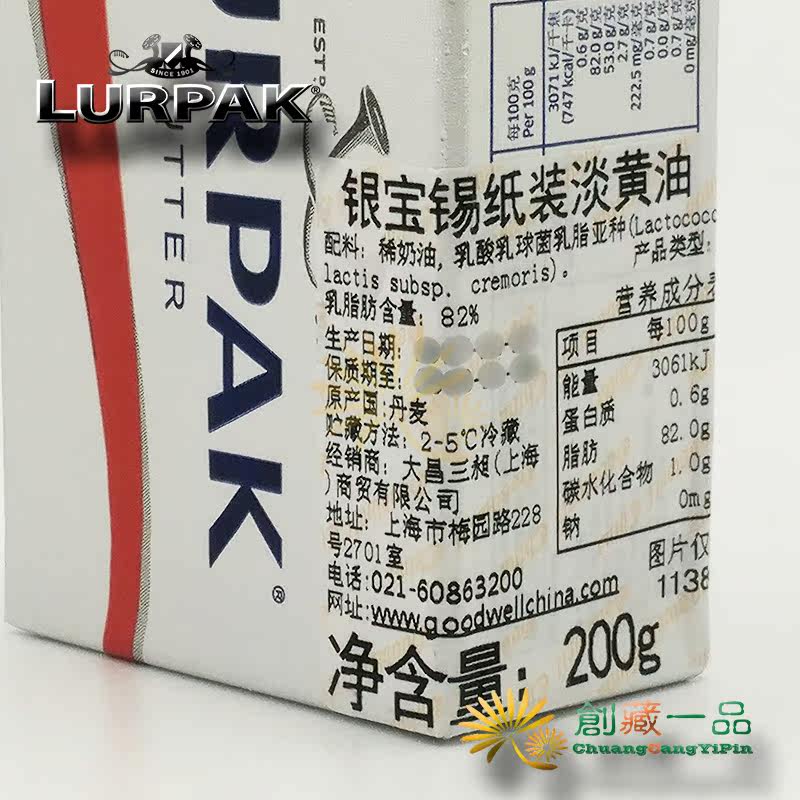 SINCE 1901
LURPAK®
URPAK®
UTTER
ESTD.
每100克
Per 100 g
3071 kJ/千焦
(747 kcal/千卡)
0.6 g/克
82.0 g/克
53.0 g/克
2.7 g/克
222.5 mg/毫克
0.7 g/克
0.0 g/克
0.7 g/克
0 mg/毫克
银宝锡纸装淡黄油
配料: 稀奶油, 乳酸乳球菌乳脂亚种(Lactococc
lactis subsp. cremoris)。
产品类型:
乳脂肪含量: 82%
生产日期:
保质期至:
原产国:丹麦
贮藏方法: 2-5℃冷藏
经销商: 大昌三昶(上海
)商贸有限公司
地址: 上海市梅园路228
号2701室
电话:021-60863200
网址:www.goodwellchina.com
营养成分表
项目 每100g
能量 3061kJ
蛋白质 0.6g
脂肪 82.0g
碳水化合物 1.0g
钠 0mg
图片仅
1138
净含量: 200g
創藏一品
ChuangCangYiPin